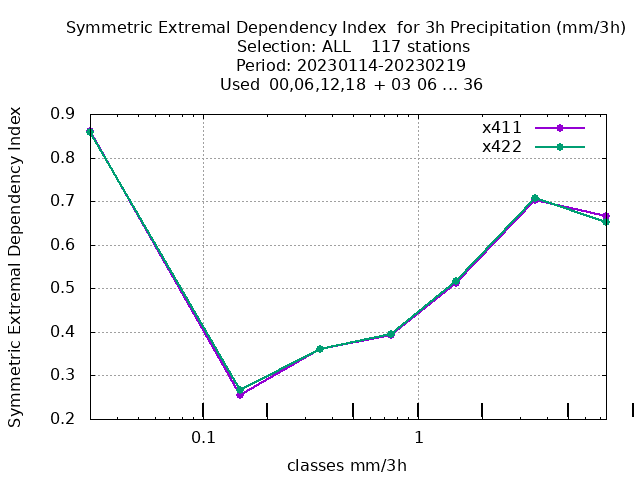 Symmetric Extremal Dependency Index  for 3h Precipitation (mm/3h)
Selection: ALL    117 stations
Period: 20230114-20230219
Used  00,06,12,18  + 03 06 ... 36
Symmetric Extremal Dependency Index
0.9
0.8
0.7
0.6
0.5
0.4
0.3
0.2
x411
x422
0.1
1
classes mm/3h